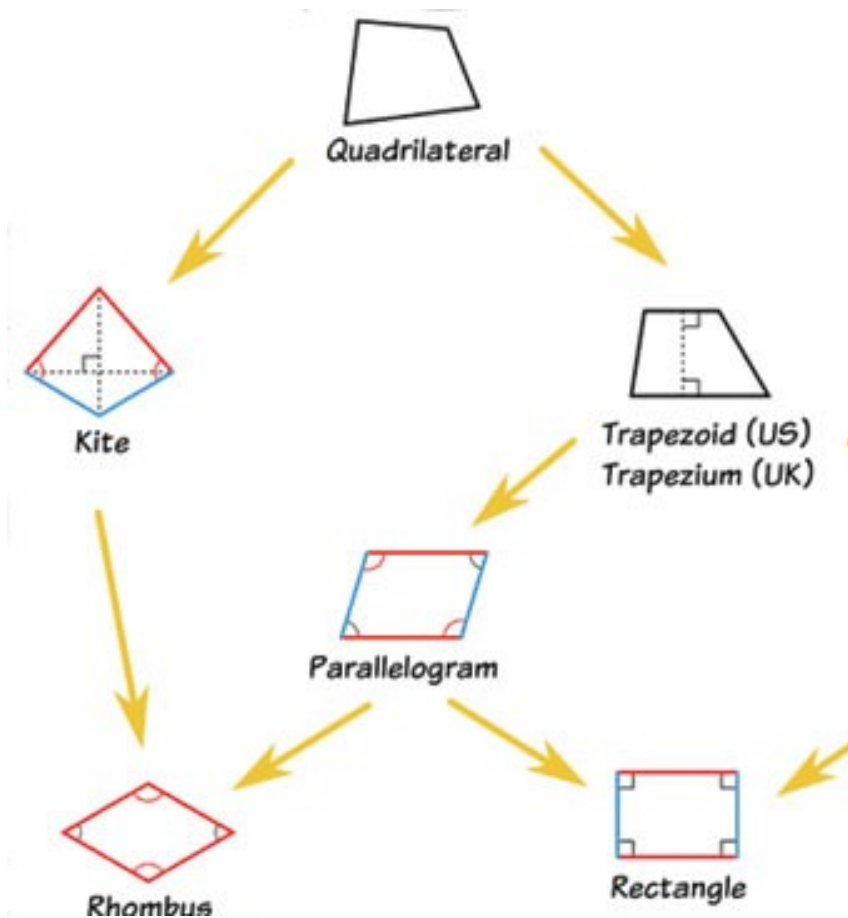 Quadrilateral
Kite
Trapezoid (US)
Trapezium (UK)
Parallelogram
Rhombus
Rectangle